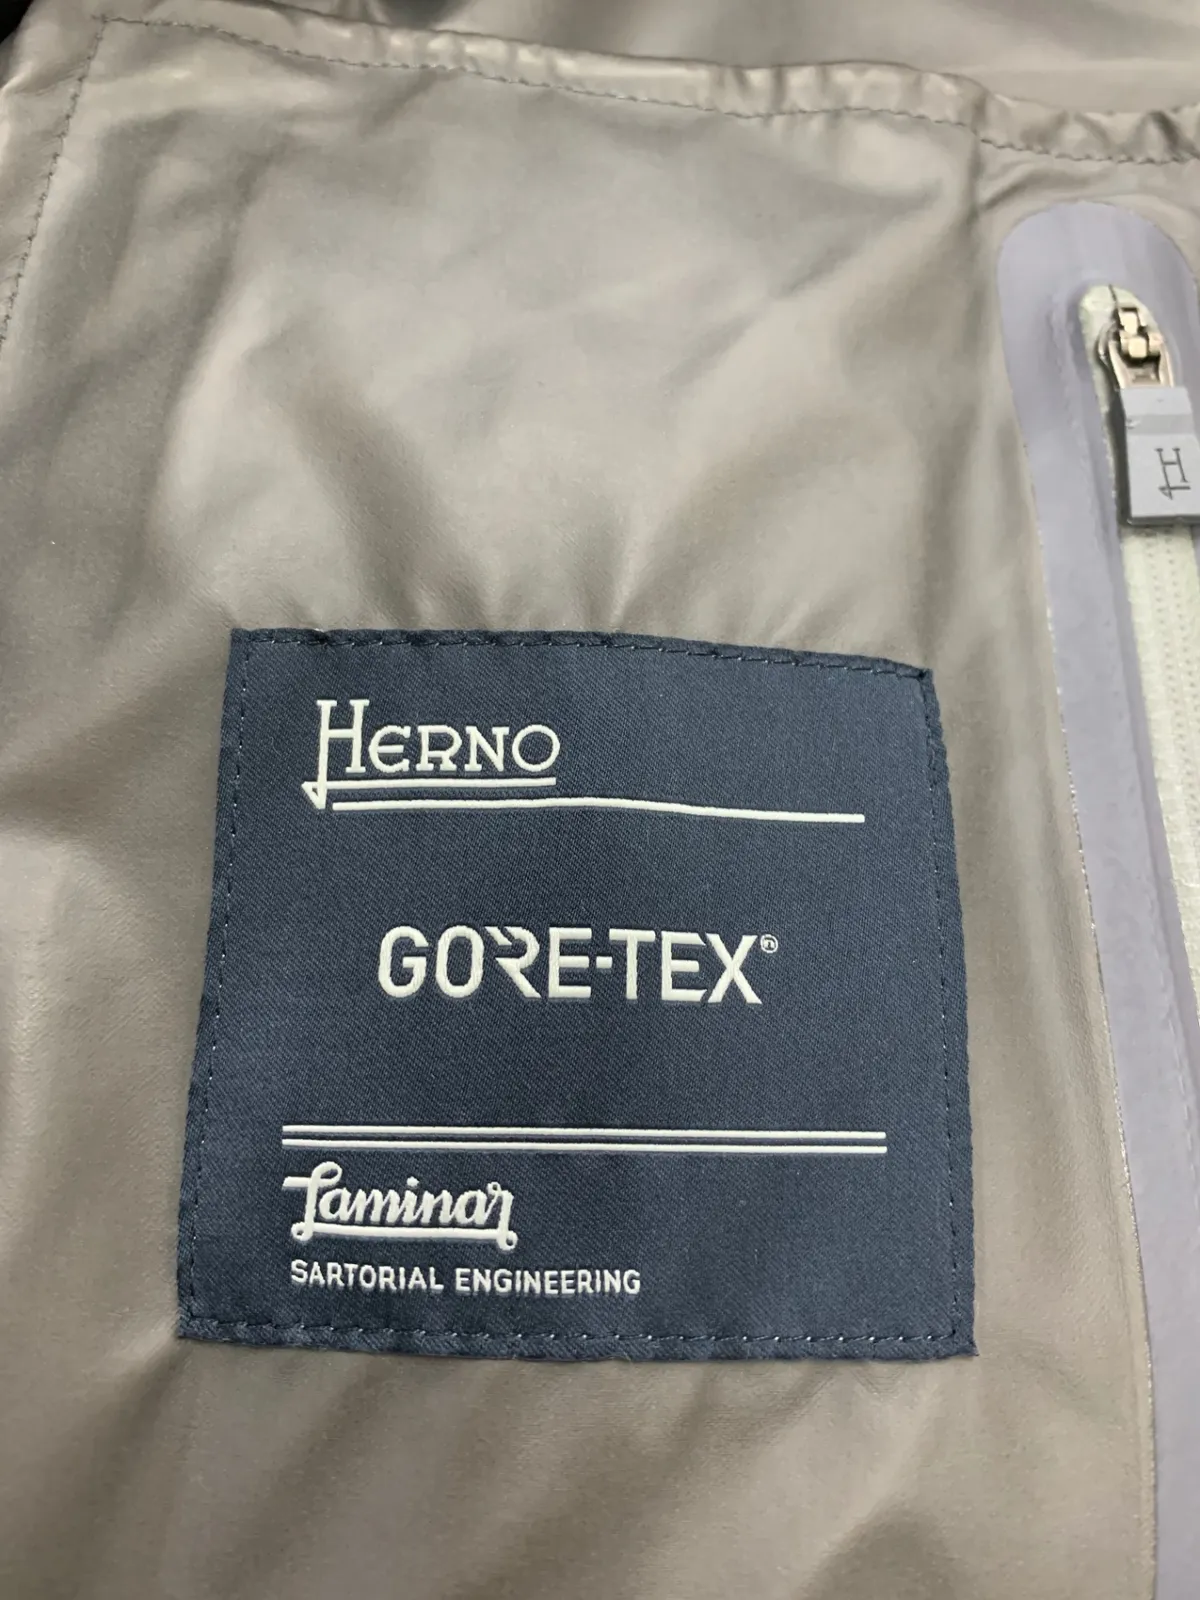 H
HERNO
GORE-TEX®
Laminar
SARTORIAL ENGINEERING